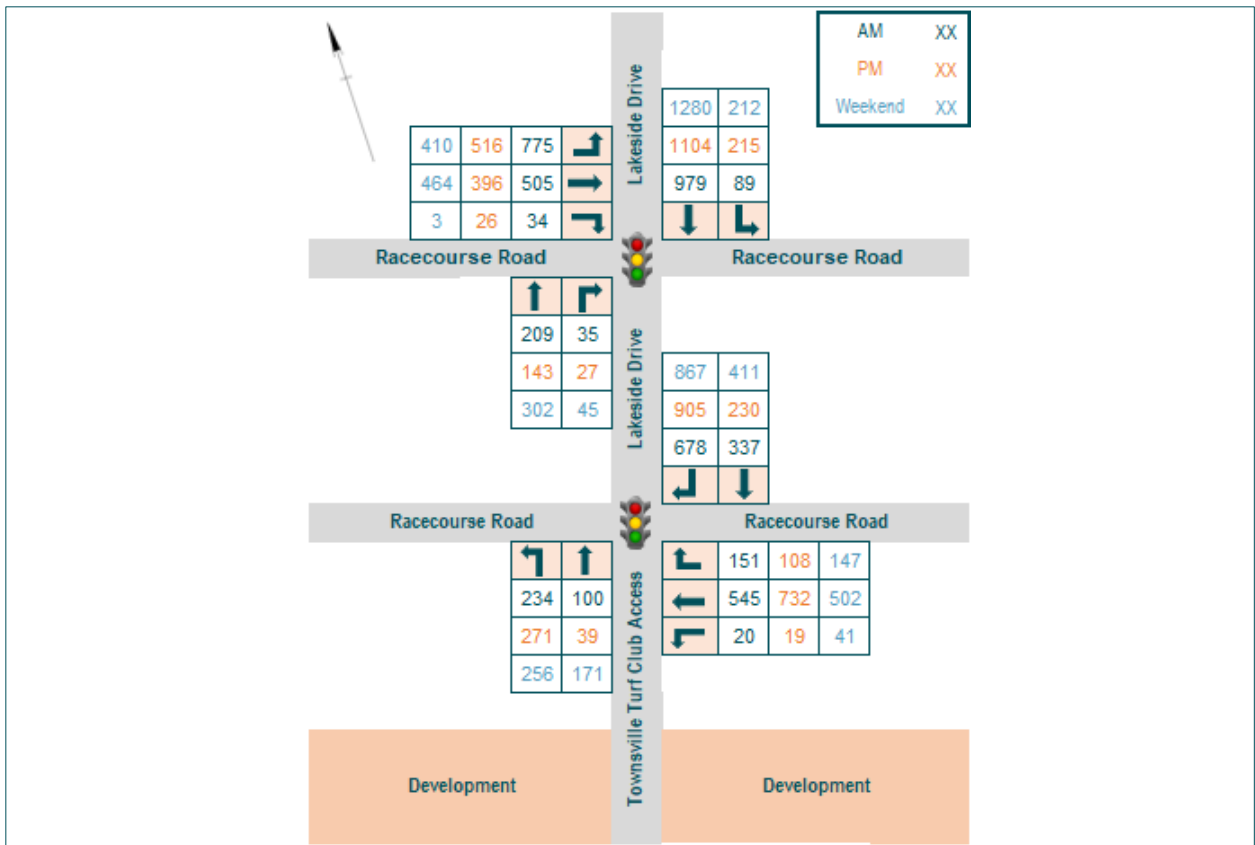 AM XX
PM XX
Weekend XX
Lakeside Drive
1280 212
1104 215
979 89
410 516 775
464 396 505
3 26 34
Racecourse Road
Racecourse Road
209 35
143 27
302 45
Lakeside Drive
867 411
905 230
678 337
Racecourse Road
Racecourse Road
234 100
271 39
256 171
Townsville Turf Club Access
151 108 147
545 732 502
20 19 41
Development
Development